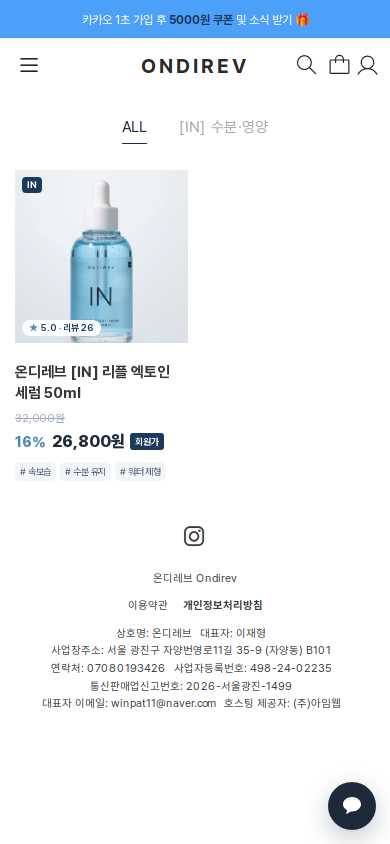 카카오 1초 가입 후 5000원 쿠폰 및 소식 받기 🎁
ONDIREV
ALL [IN] 수분·영양
IN
ondirev
IN
★ 5.0 · 리뷰 26
온디레브 [IN] 리플 엑토인
세럼 50ml
32,000원
16% 26,800원 회원가
# 속보습 # 수분 유지 # 워터 제형
온디레브 Ondirev
이용약관 개인정보처리방침
상호명: 온디레브 대표자: 이재형
사업장주소: 서울 광진구 자양번영로11길 35-9 (자양동) B101
연락처: 07080193426 사업자등록번호: 498-24-02235
통신판매업신고번호: 2026-서울광진-1499
대표자 이메일: winpat11@naver.com 호스팅 제공자: (주)아임웹